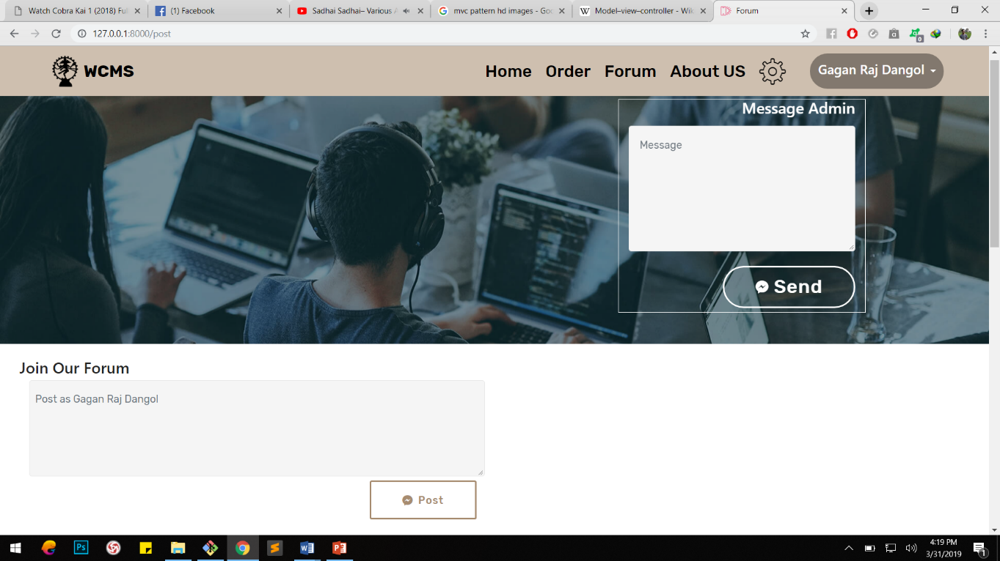 Watch Cobra Kai 1 (2018) Ful
(1) Facebook
Sadhai Sadhai– Various A
mvc pattern hd images - Goo
Model–view–controller - Wik
Forum
127.0.0.1:8000/post
WCMS
Home Order Forum About US
Gagan Raj Dangol
Message Admin
Message
Send
Join Our Forum
Post as Gagan Raj Dangol
Post
4:19 PM
3/31/2019